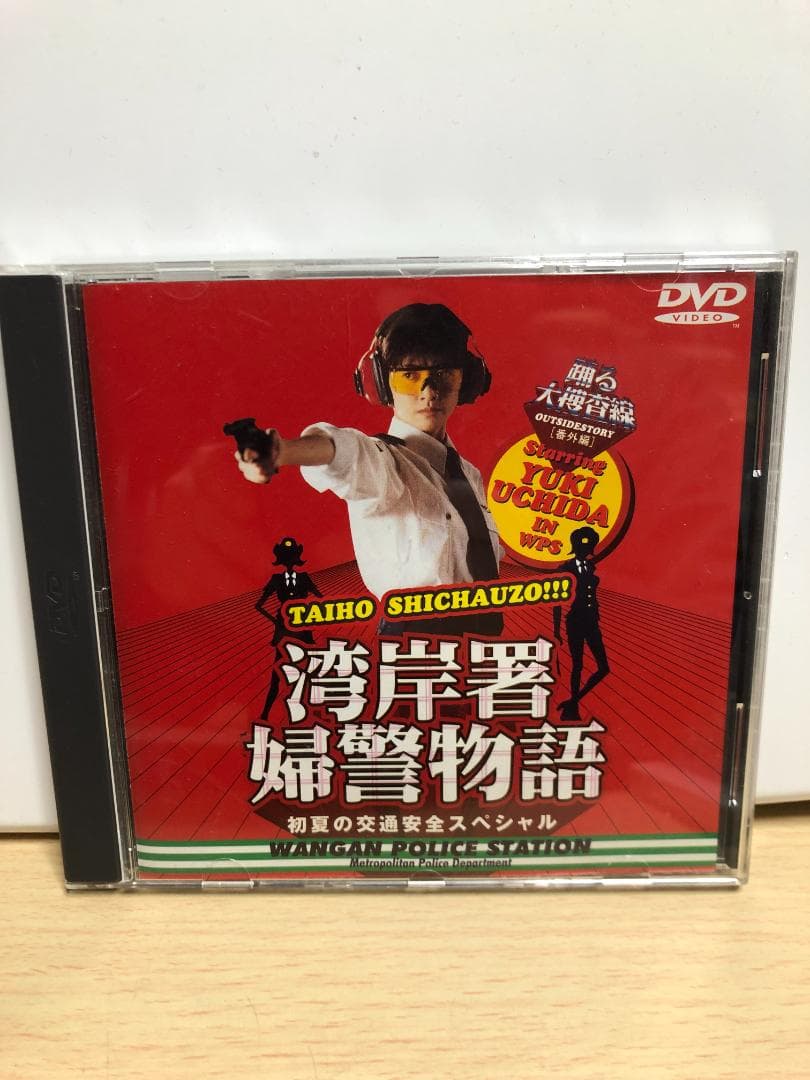 DVD
VIDEO
TM
踊る
大捜査線
OUTSIDESTORY
[番外編]
Starring
YUKI
UCHIDA
IN
WPS
TAIHO SHICHAUZO!!!
湾岸署
婦警物語
初夏の交通安全スペシャル
WANGAN POLICE STATION
Metropolitan Police Department
DVD